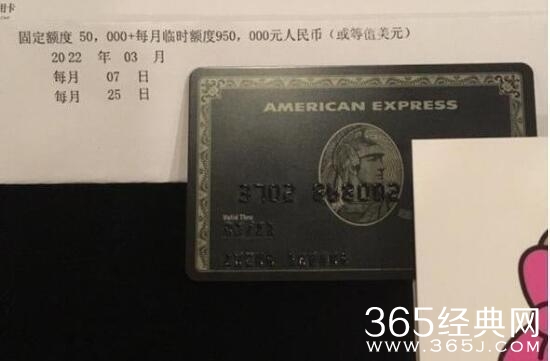 用卡
固定额度 50，000+每月临时额度950，000元人民币（或等值美元）
2022 年 03 月
每月 07 日
每月 25 日
AMERICAN EXPRESS
Valid Thru
365经典网
www.365J.com